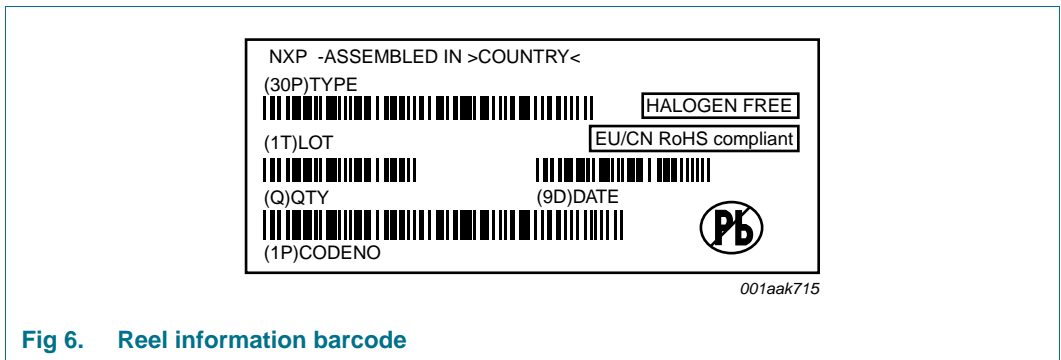 NXP -ASSEMBLED IN >COUNTRY<
(30P)TYPE
HALOGEN FREE
(1T)LOT
EU/CN RoHS compliant
(Q)QTY
(9D)DATE
Pb
(1P)CODENO
001aak715
Fig 6. Reel information barcode